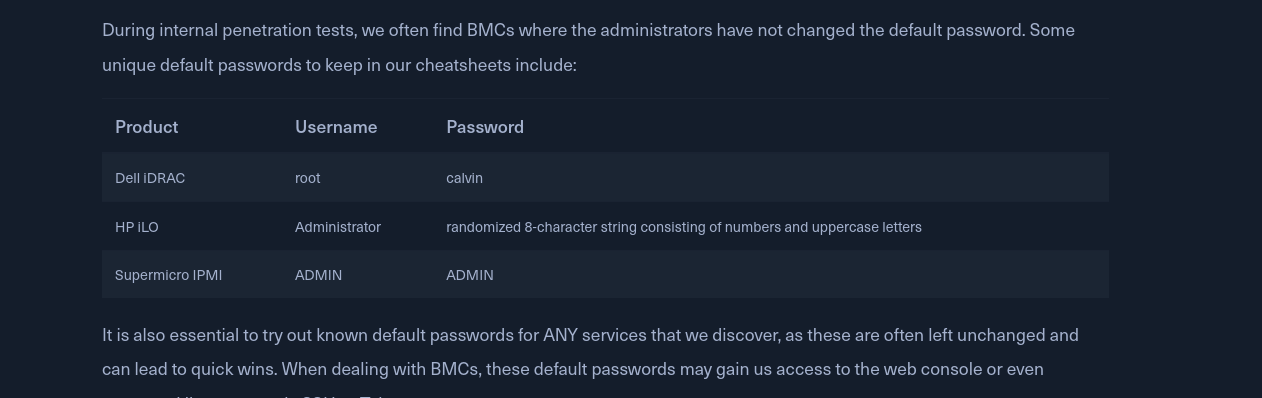 During internal penetration tests, we often find BMCs where the administrators have not changed the default password. Some
unique default passwords to keep in our cheatsheets include:
Product Username Password
Dell iDRAC root calvin
HP iLO Administrator randomized 8-character string consisting of numbers and uppercase letters
Supermicro IPMI ADMIN ADMIN
It is also essential to try out known default passwords for ANY services that we discover, as these are often left unchanged and
can lead to quick wins. When dealing with BMCs, these default passwords may gain us access to the web console or even